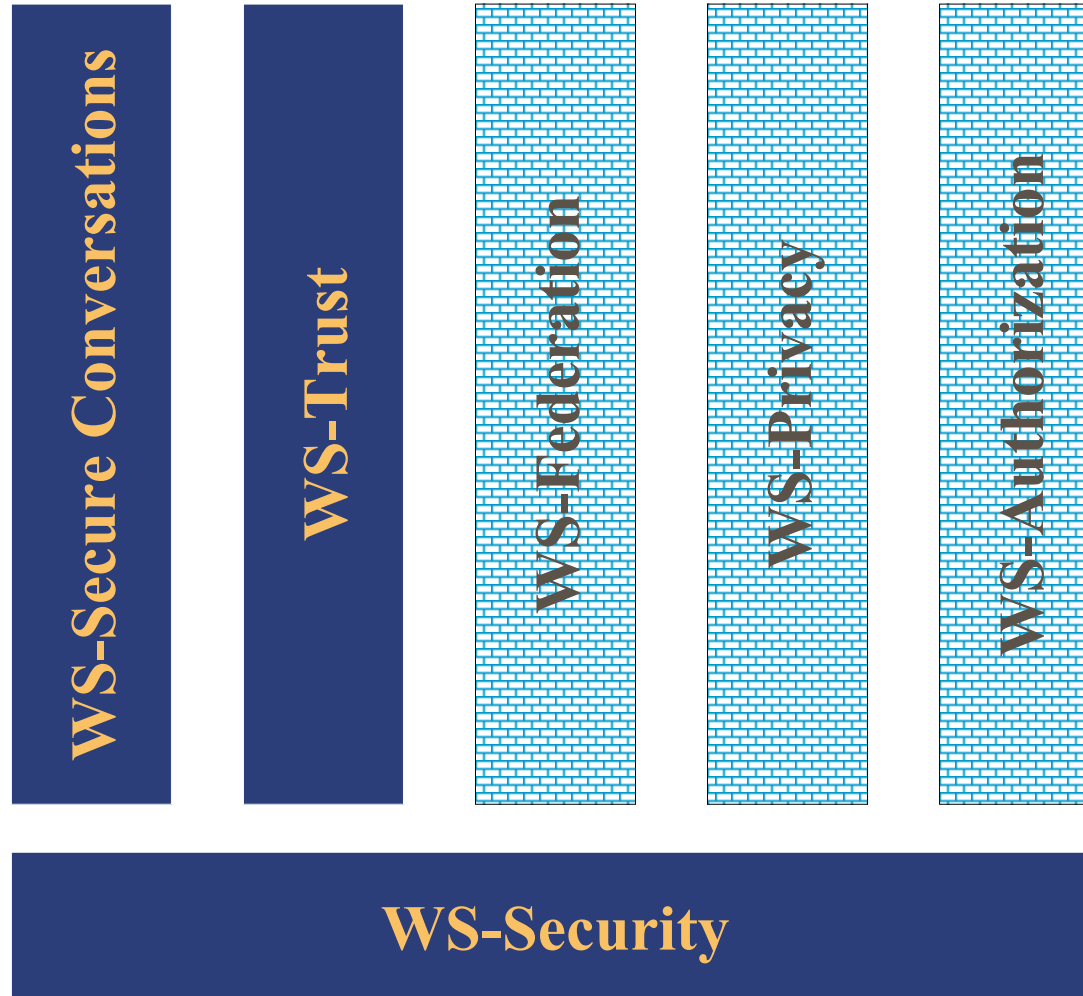 WS-Secure Conversations
WS-Trust
WS-Federation
WS-Privacy
WS-Authorization
WS-Security